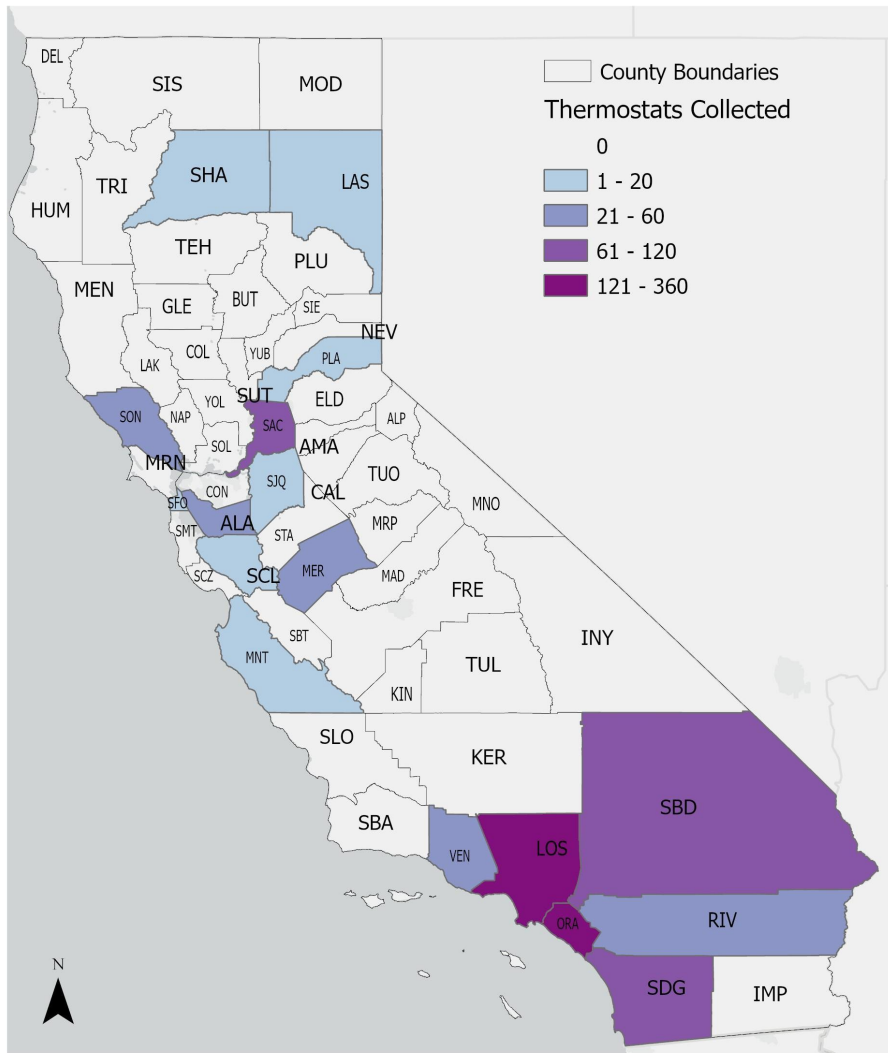 DEL
SIS
MOD
County Boundaries
Thermostats Collected
0
1 - 20
21 - 60
61 - 120
121 - 360
SHA
LAS
TRI
HUM
TEH
PLU
MEN
GLE
BUT
SIE
NEV
COL
YUB
PLA
LAK
SUT
ELD
YOL
SON
NAP
SAC
ALP
SOL
AMA
MRN
TUO
SJQ
CON
CAL
SFO
MNO
ALA
SMT
STA
MRP
MER
SCZ
SCL
MAD
FRE
SBT
INY
MNT
TUL
KIN
SLO
KER
SBD
SBA
VEN
LOS
ORA
RIV
N
SDG
IMP